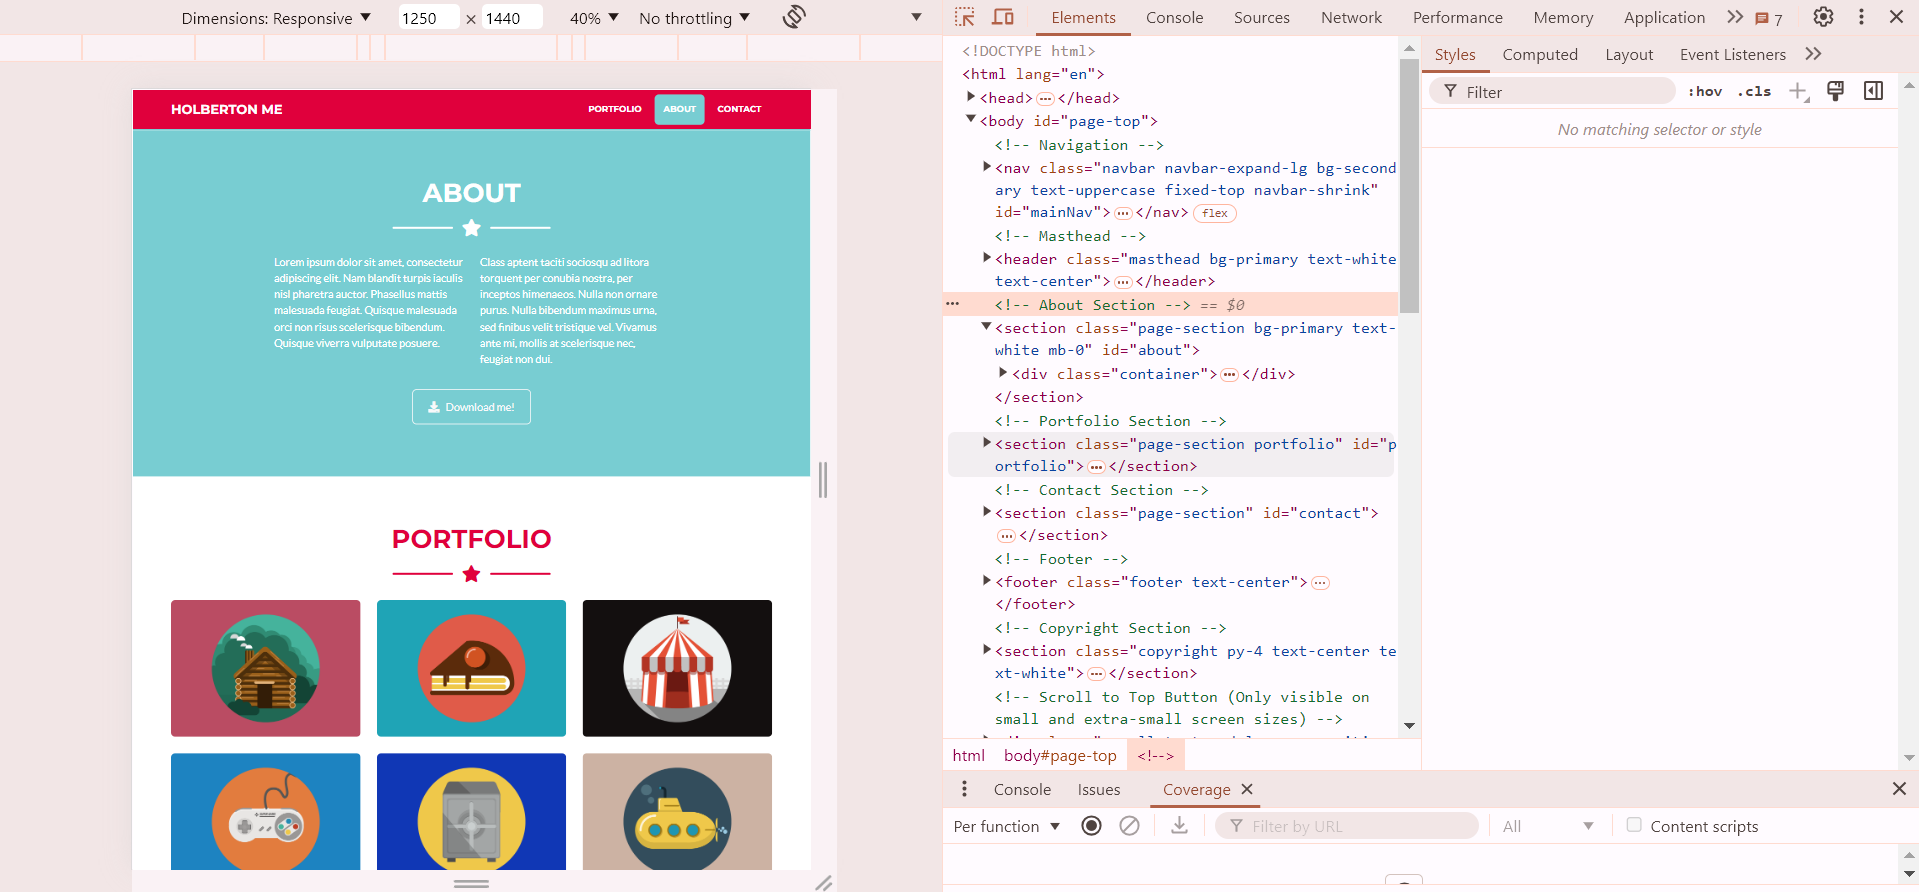 Dimensions: Responsive 1250 × 1440 40% No throttling
HOLBERTON ME PORTFOLIO ABOUT CONTACT
ABOUT
Lorem ipsum dolor sit amet, consectetur
adipiscing elit. Nam blandit turpis iaculis
nisl pharetra auctor. Phasellus mattis
malesuada feugiat. Quisque malesuada
orci non risus scelerisque bibendum.
Quisque viverra vulputate posuere.
Class aptent taciti sociosqu ad litora
torquent per conubia nostra, per
inceptos himenaeos. Nulla non ornare
purus. Nulla bibendum maximus urna,
sed finibus velit tristique vel. Vivamus
ante mi, mollis at scelerisque nec,
feugiat non dui.
Download me!
PORTFOLIO
Elements Console Sources Network Performance Memory Application 7
<!DOCTYPE html>
<html lang="en">
<head>…</head>
<body id="page-top">
<!-- Navigation -->
<nav class="navbar navbar-expand-lg bg-second
ary text-uppercase fixed-top navbar-shrink"
id="mainNav">…</nav> flex
<!-- Masthead -->
<header class="masthead bg-primary text-white
text-center">…</header>
<!-- About Section --> == $0
<section class="page-section bg-primary text-
white mb-0" id="about">
<div class="container">…</div>
</section>
<!-- Portfolio Section -->
<section class="page-section portfolio" id="p
ortfolio">…</section>
<!-- Contact Section -->
<section class="page-section" id="contact">
…</section>
<!-- Footer -->
<footer class="footer text-center">…
</footer>
<!-- Copyright Section -->
<section class="copyright py-4 text-center te
xt-white">…</section>
<!-- Scroll to Top Button (Only visible on
small and extra-small screen sizes) -->
html body#page-top <!-->
Styles Computed Layout Event Listeners
Filter :hov .cls
No matching selector or style
Console Issues Coverage
Per function Filter by URL All Content scripts